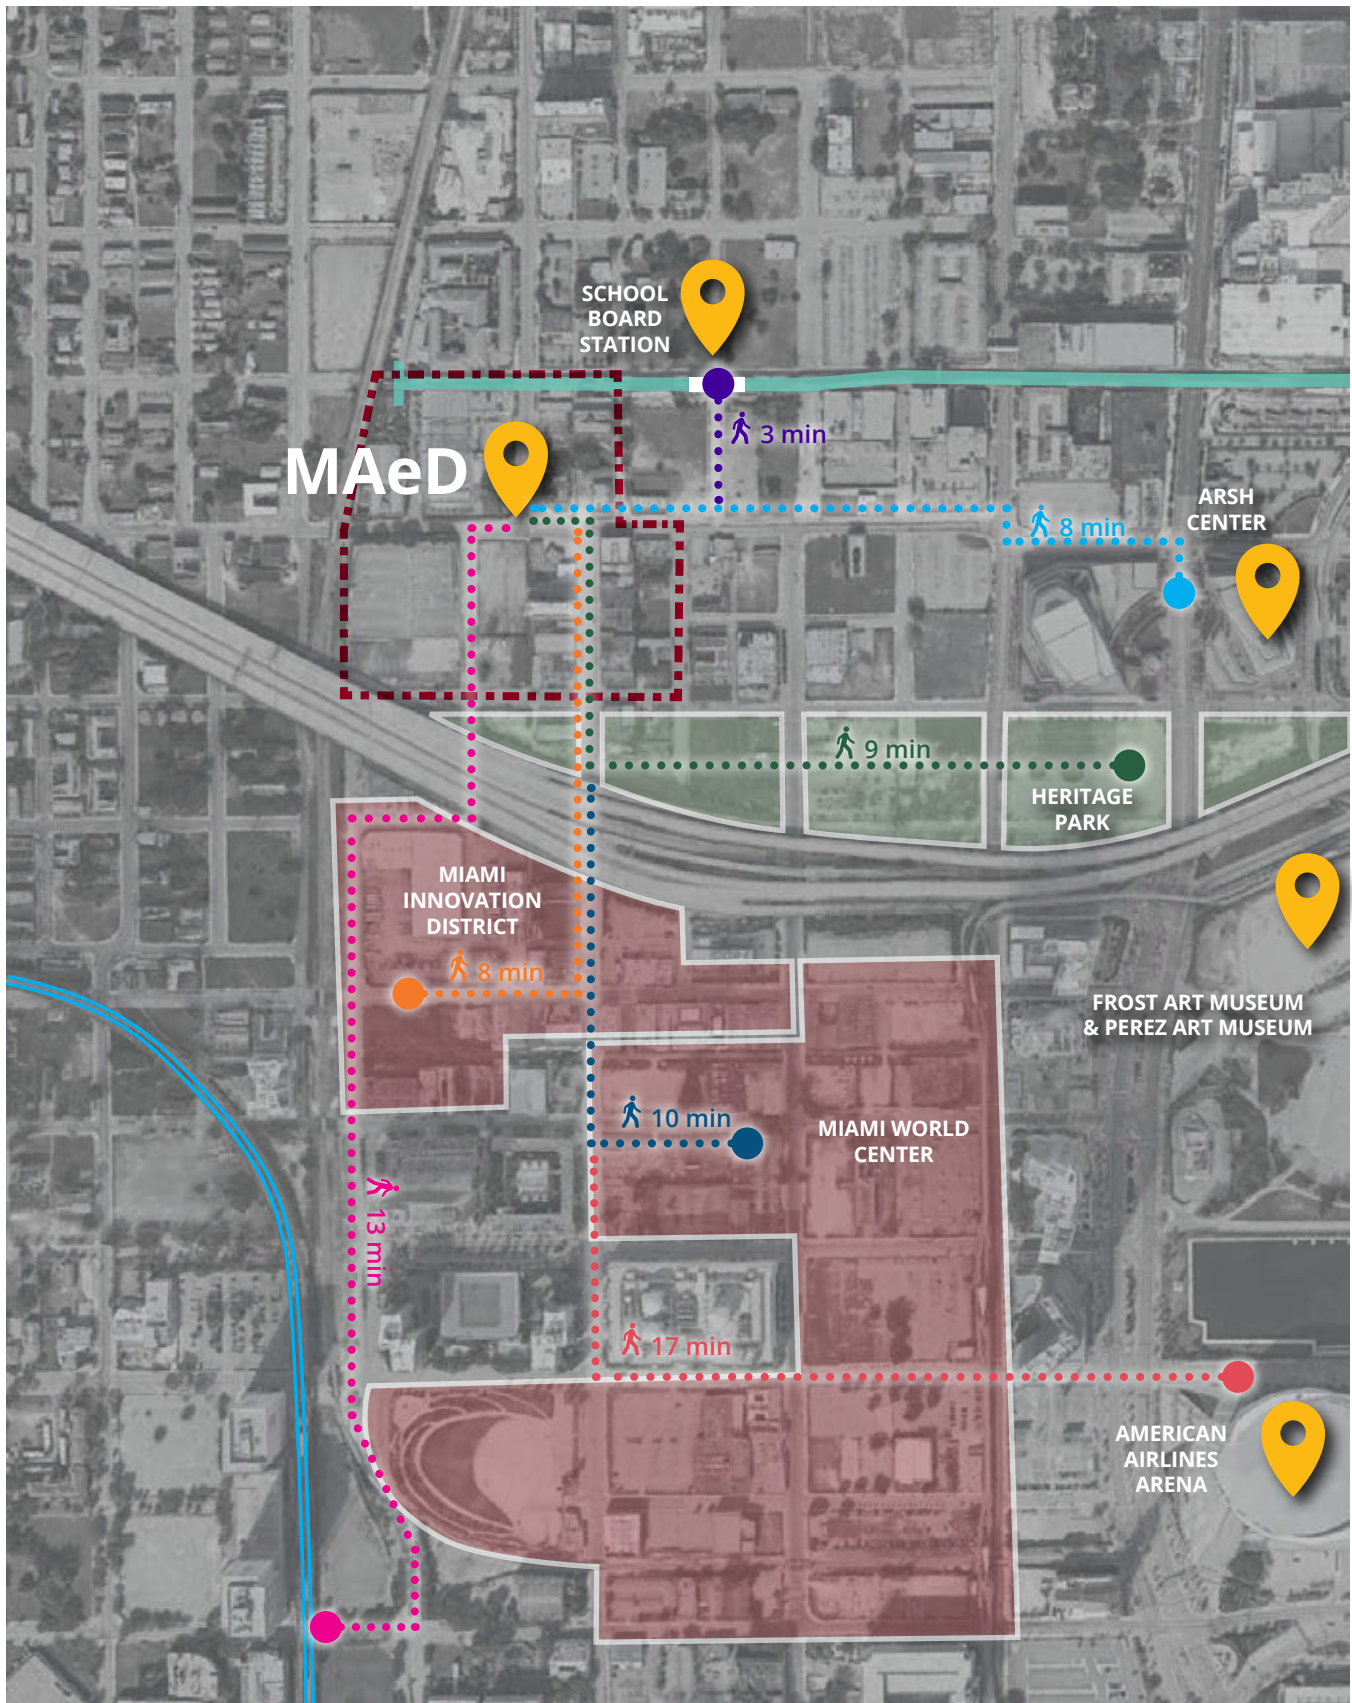 SCHOOL
BOARD
STATION
3 min
MAeD
ARSH
CENTER
8 min
9 min
HERITAGE
PARK
MIAMI
INNOVATION
DISTRICT
8 min
FROST ART MUSEUM
& PEREZ ART MUSEUM
10 min
MIAMI WORLD
CENTER
13 min
17 min
AMERICAN
AIRLINES
ARENA